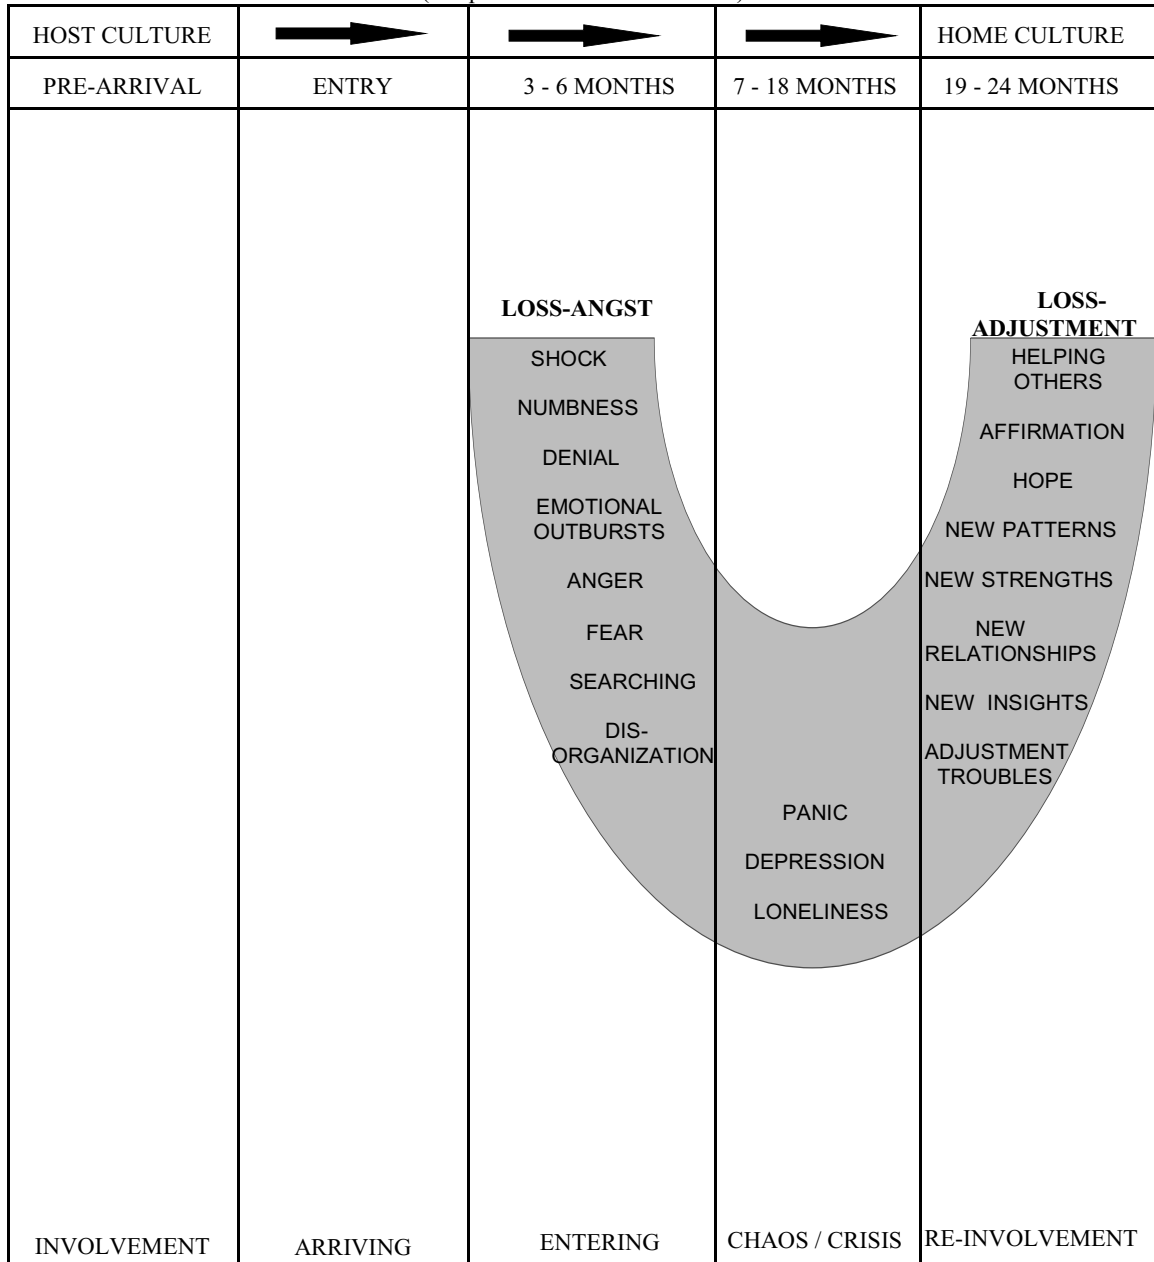 HOST CULTURE
HOME CULTURE
PRE-ARRIVAL
ENTRY
3 - 6 MONTHS
7 - 18 MONTHS
19 - 24 MONTHS
LOSS-ANGST
SHOCK
NUMBNESS
DENIAL
EMOTIONAL
OUTBURSTS
ANGER
FEAR
SEARCHING
DIS-
ORGANIZATION
PANIC
DEPRESSION
LONELINESS
LOSS-
ADJUSTMENT
HELPING
OTHERS
AFFIRMATION
HOPE
NEW PATTERNS
NEW STRENGTHS
NEW
RELATIONSHIPS
NEW INSIGHTS
ADJUSTMENT
TROUBLES
INVOLVEMENT
ARRIVING
ENTERING
CHAOS / CRISIS
RE-INVOLVEMENT